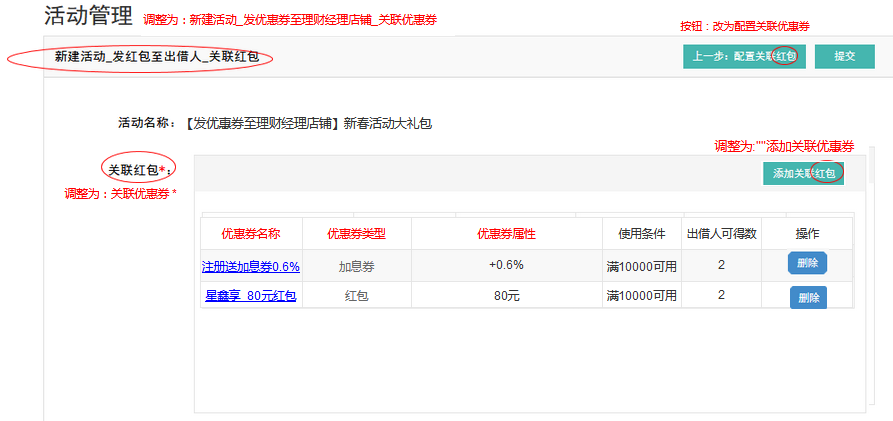 活动管理 调整为：新建活动_发优惠券至理财经理店铺_关联优惠券
按钮：改为配置关联优惠券
新建活动_发红包至出借人_关联红包 上一步：配置关联红包 提交
活动名称： 【发优惠券至理财经理店铺】新春活动大礼包
调整为:""添加关联优惠券
关联红包*： 添加关联红包
调整为：关联优惠券 *
优惠券名称 优惠券类型 优惠券属性 使用条件 出借人可得数 操作
注册送加息券0.6% 加息券 +0.6% 满10000可用 2 删除
星鑫享_80元红包 红包 80元 满10000可用 2 删除